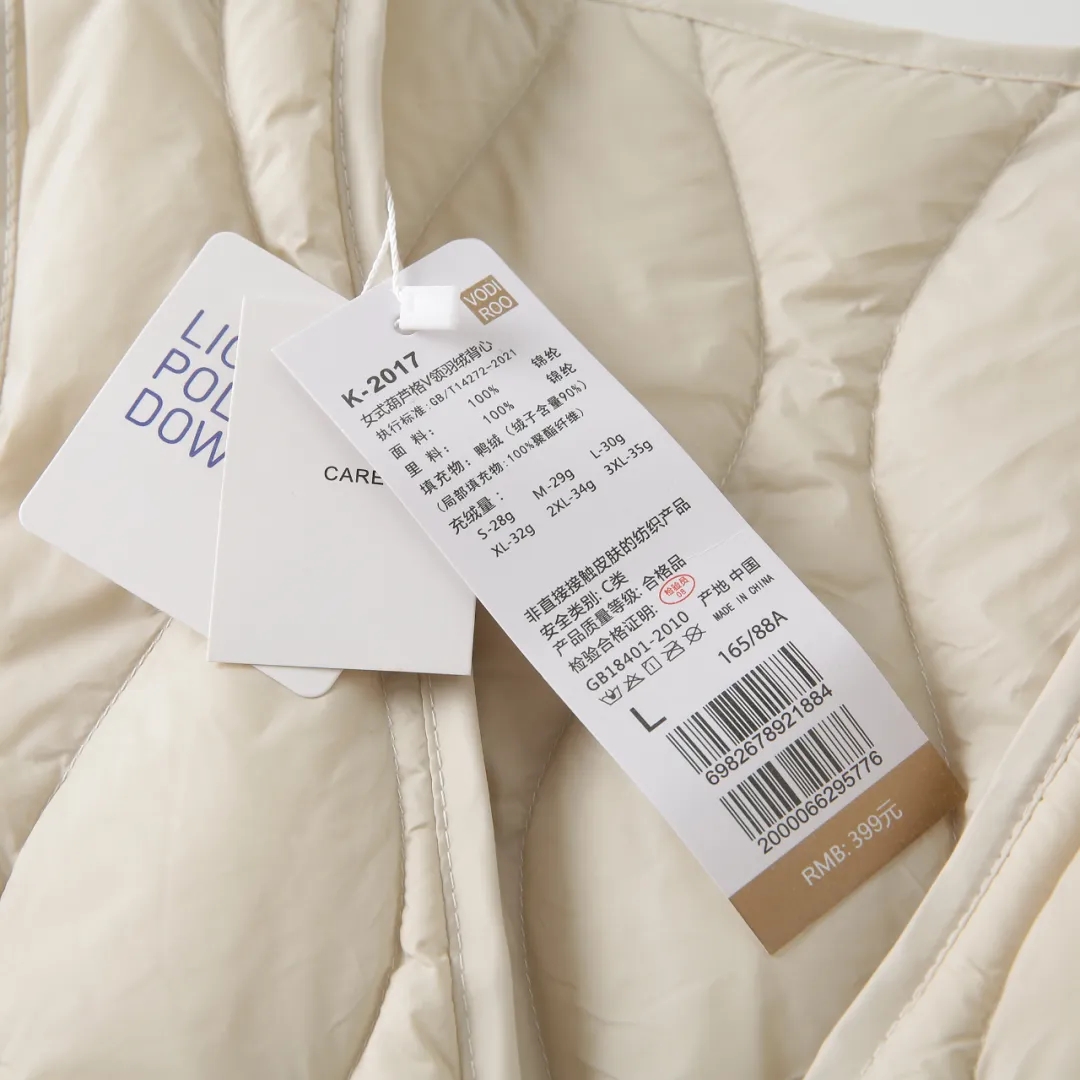 VODI
ROO
K-2017
女式葫芦格V领羽绒背心
执行标准:GB/T14272-2021
面 料: 100% 锦纶
里 料: 100% 锦纶
填充物: 鸭绒（绒子含量90%）
（局部填充物:100%聚酯纤维）
充绒量:
S-28g M-29g L-30g
XL-32g 2XL-34g 3XL-35g
非直接接触皮肤的纺织产品
安全类别: C类
产品质量等级: 合格品
检验合格证明: 检验员 08 产地 中国
GB18401-2010 MADE IN CHINA
165/88A
L
6982678921884
2000066295776
RMB: 399元
CARE
LIG
POL
DOW